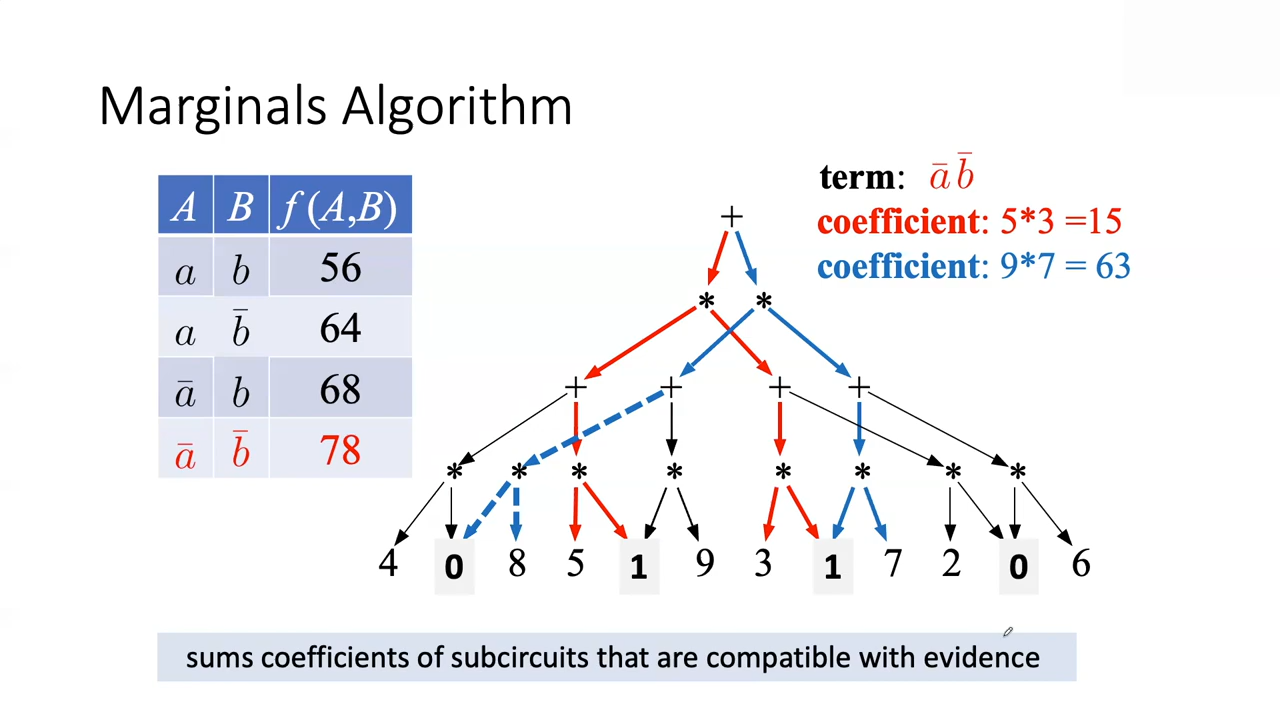 Marginals Algorithm
A B f(A,B)
a b 56
a b̄ 64
ā b 68
ā b̄ 78
term: ā b̄
coefficient: 5*3 =15
coefficient: 9*7 = 63
+
* *
+ + + +
* * * * * * * *
4 0 8 5 1 9 3 1 7 2 0 6
sums coefficients of subcircuits that are compatible with evidence